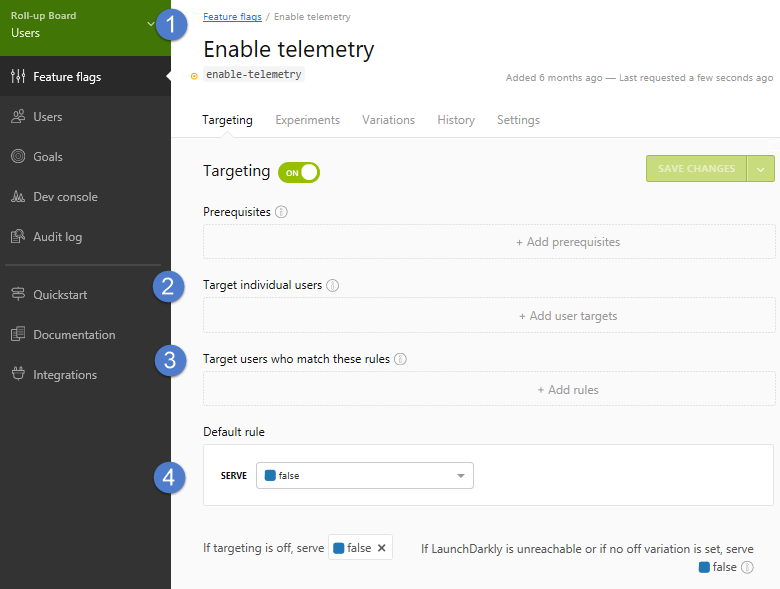 Roll-up Board
Users
1
Feature flags
Users
Goals
Dev console
Audit log
Quickstart
Documentation
Integrations
Feature flags / Enable telemetry
Enable telemetry
enable-telemetry
Added 6 months ago — Last requested a few seconds ago
Targeting Experiments Variations History Settings
Targeting ON SAVE CHANGES
Prerequisites
+ Add prerequisites
2 Target individual users
+ Add user targets
3 Target users who match these rules
+ Add rules
Default rule
4 SERVE false
If targeting is off, serve false ×
If LaunchDarkly is unreachable or if no off variation is set, serve
false